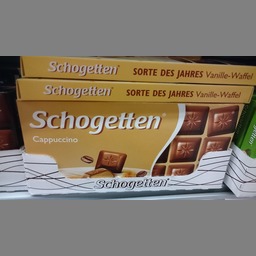 Schogetten SORTE DES JAHRES Vanille-Waffel
Schogetten SORTE DES JAHRES Vanille-Waffel
Schogetten
Cappuccino
Schogetten